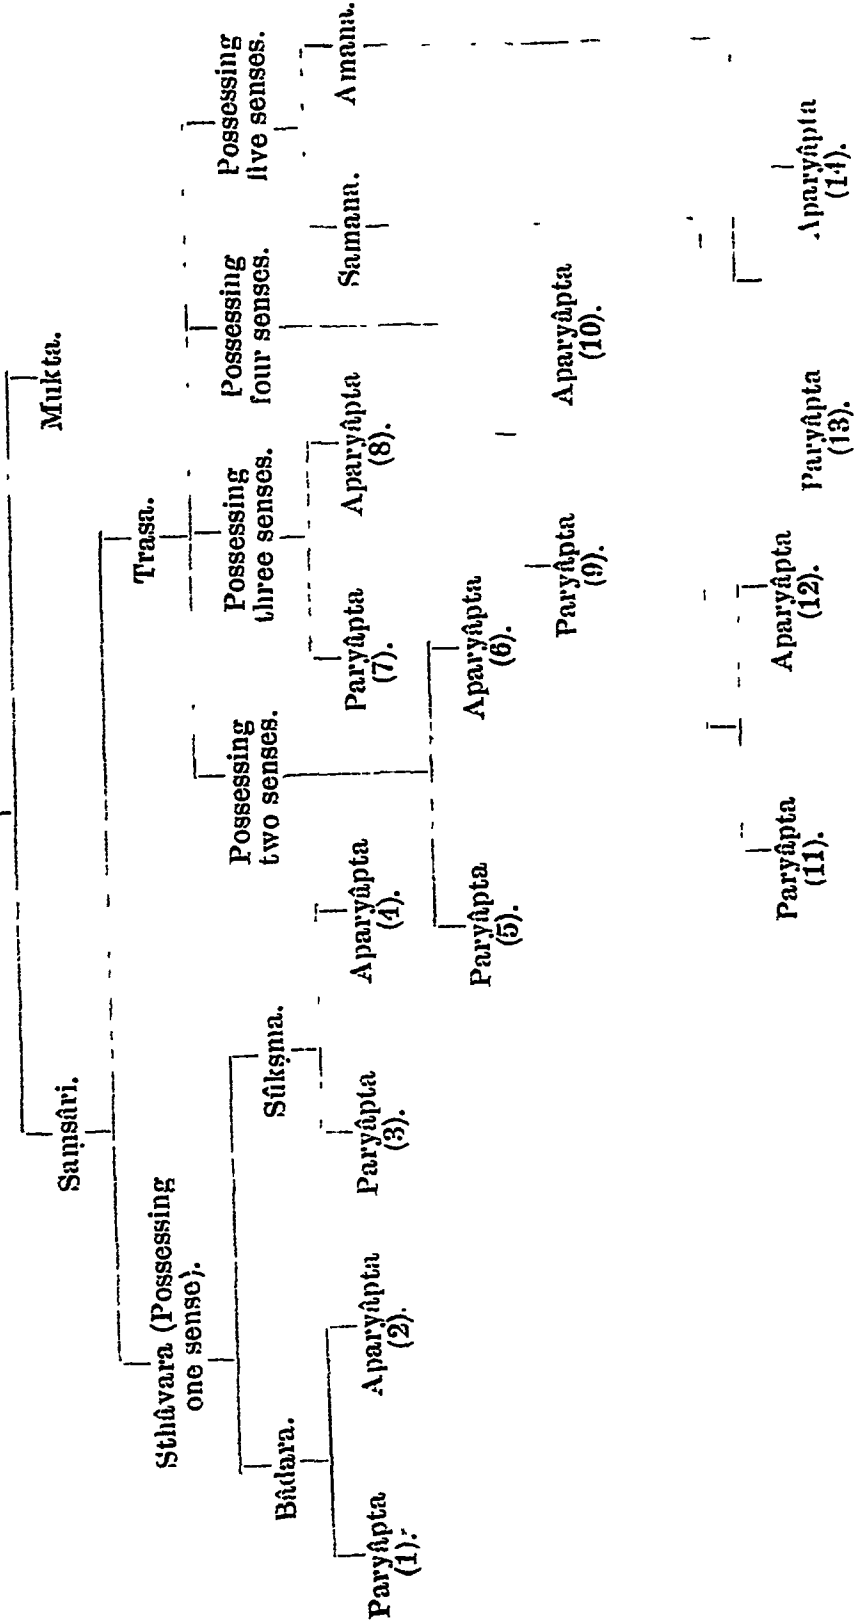 Mukta.
Saṃsâri.
Trasa.
Sthâvara (Possessing
one sense).
Possessing
two senses.
Possessing
three senses.
Possessing
four senses.
Possessing
five senses.
Bâdara.
Sûkṣma.
Samana.
Amana.
Paryâpta
(1).
Aparyâpta
(2).
Paryâpta
(3).
Aparyâpta
(4).
Paryâpta
(7).
Aparyâpta
(8).
Paryâpta
(5).
Aparyâpta
(6).
Paryâpta
(9).
Aparyâpta
(10).
Paryâpta
(11).
Aparyâpta
(12).
Paryâpta
(13).
Aparyâpta
(14).